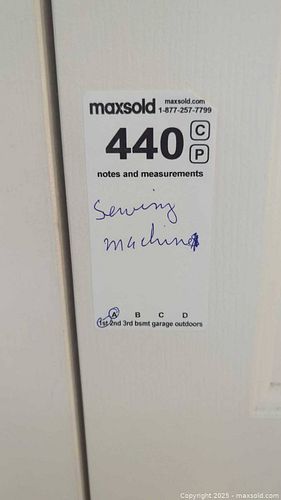 maxsold maxsold.com
1-877-257-7799
440 C
P
notes and measurements
Sewing
machine
A B C D
1st 2nd 3rd bsmt garage outdoors
Copyright 2025 - maxsold.com